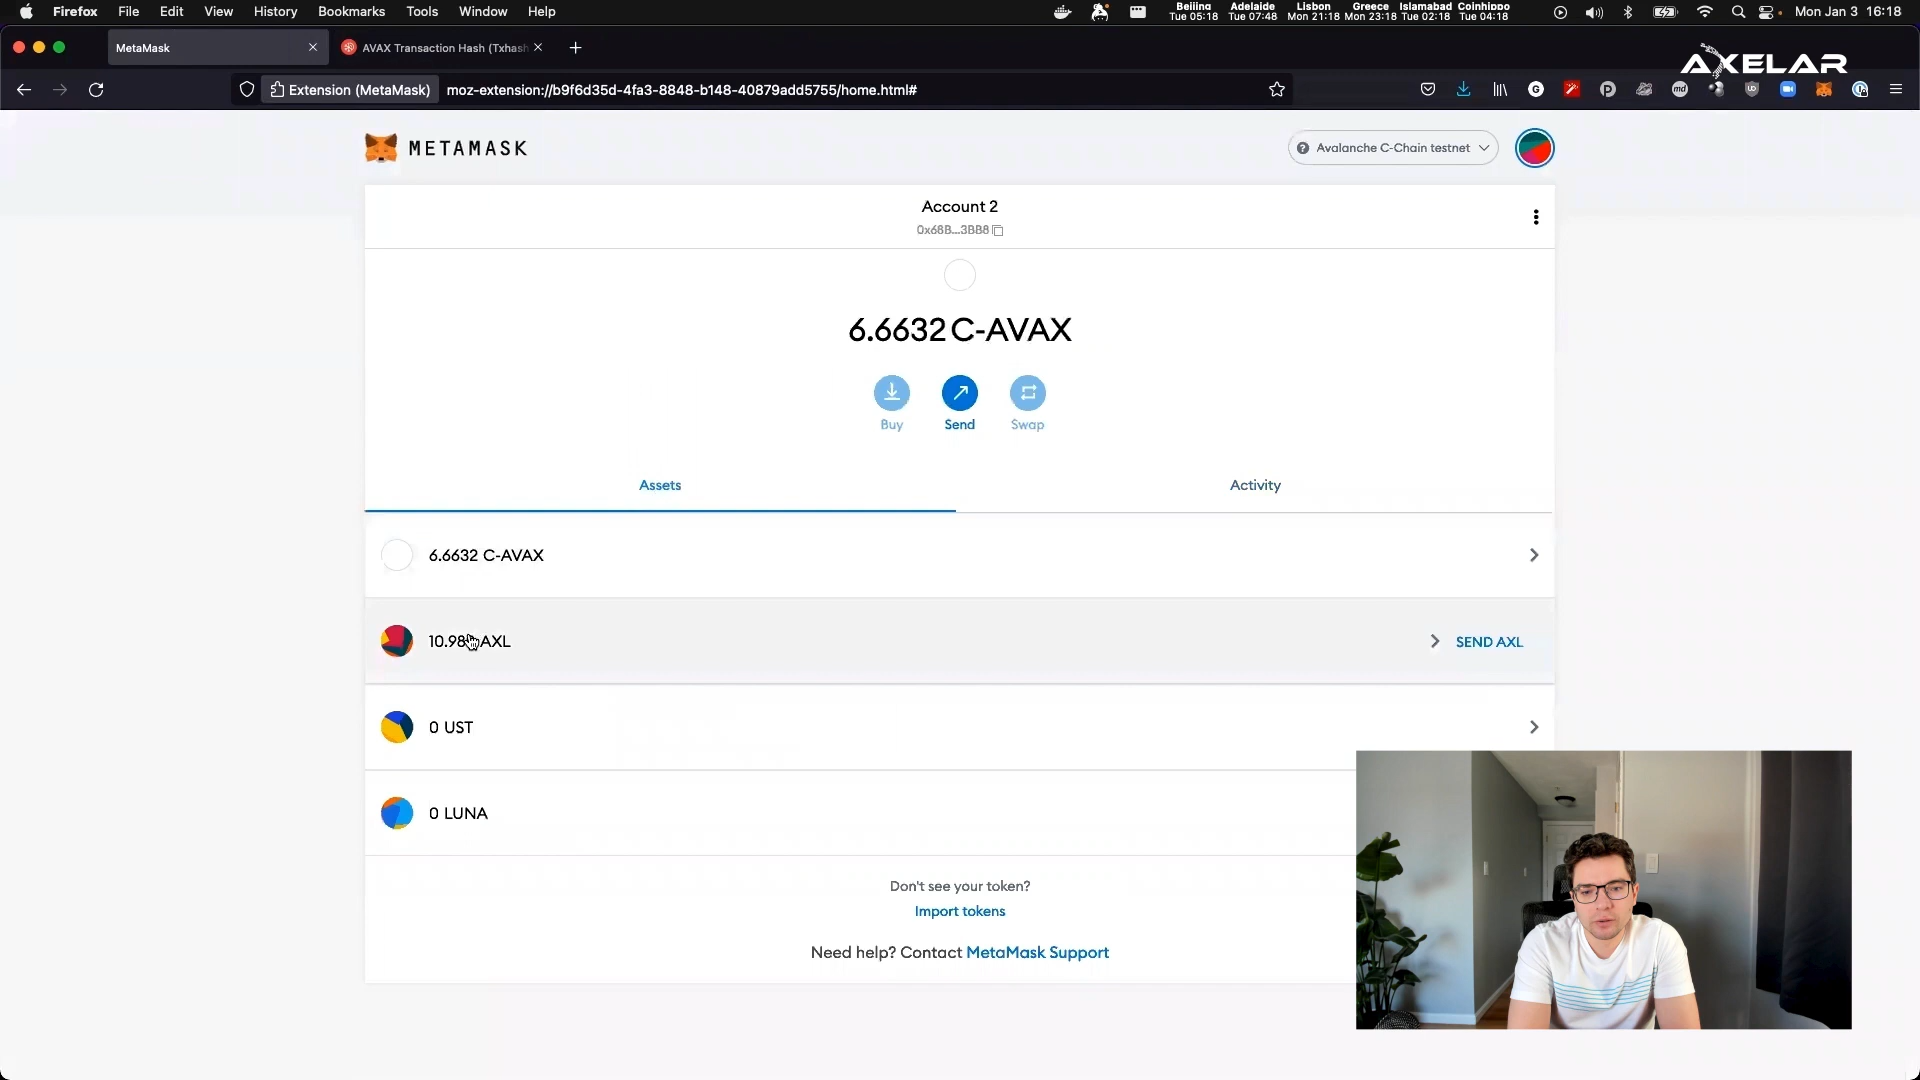 Firefox File Edit View History Bookmarks Tools Window Help
Beijing Adelaide Lisbon Greece Islamabad Coinhippo
Tue 05:18 Tue 07:48 Mon 21:18 Mon 23:18 Tue 02:18 Tue 04:18
Mon Jan 3 16:18
MetaMask
AVAX Transaction Hash (Txhash
AXELAR
Extension (MetaMask) moz-extension://b9f6d35d-4fa3-8848-b148-40879add5755/home.html#
METAMASK
Avalanche C-Chain testnet
Account 2
0x68B...3BB8
6.6632 C-AVAX
Buy Send Swap
Assets Activity
6.6632 C-AVAX
AXL
SEND AXL
0 UST
0 LUNA
Don't see your token?
Import tokens
Need help? Contact MetaMask Support